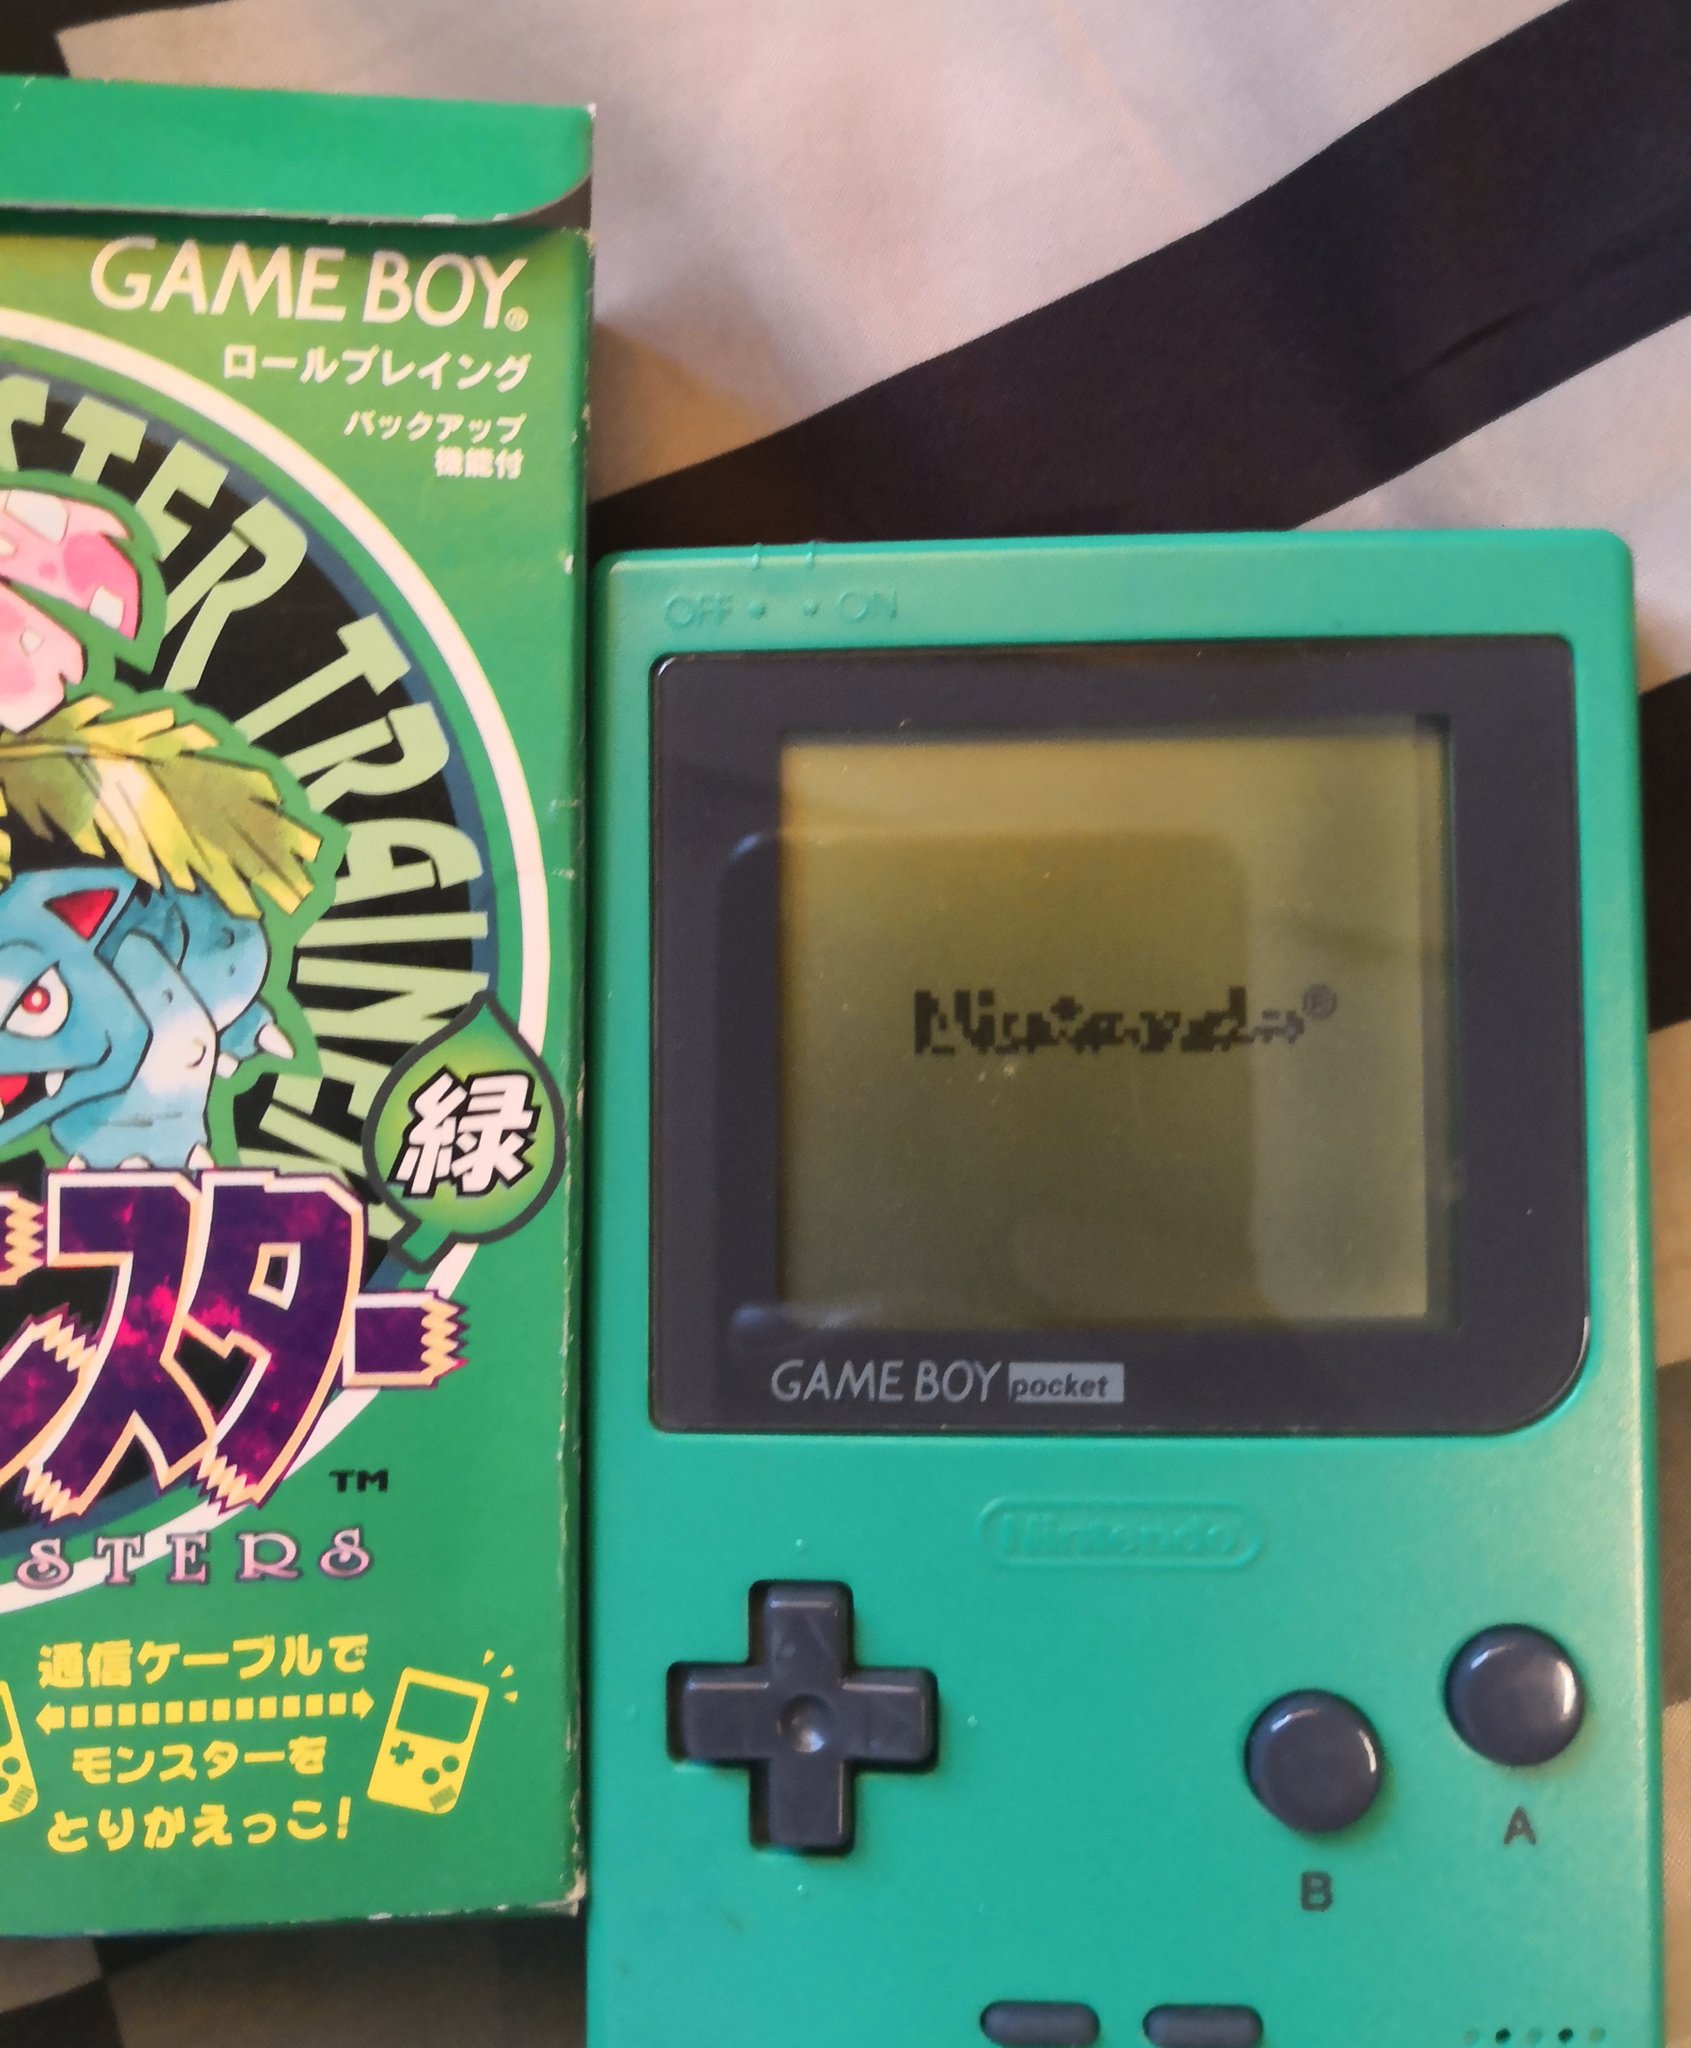 GAME BOY®
ロールプレイング
バックアップ
機能付
STER TRAINER
緑
スター
TM
STERS
通信ケーブルで
モンスターを
とりかえっこ!
OFF ON
GAME BOY pocket
Nintendo
B
A